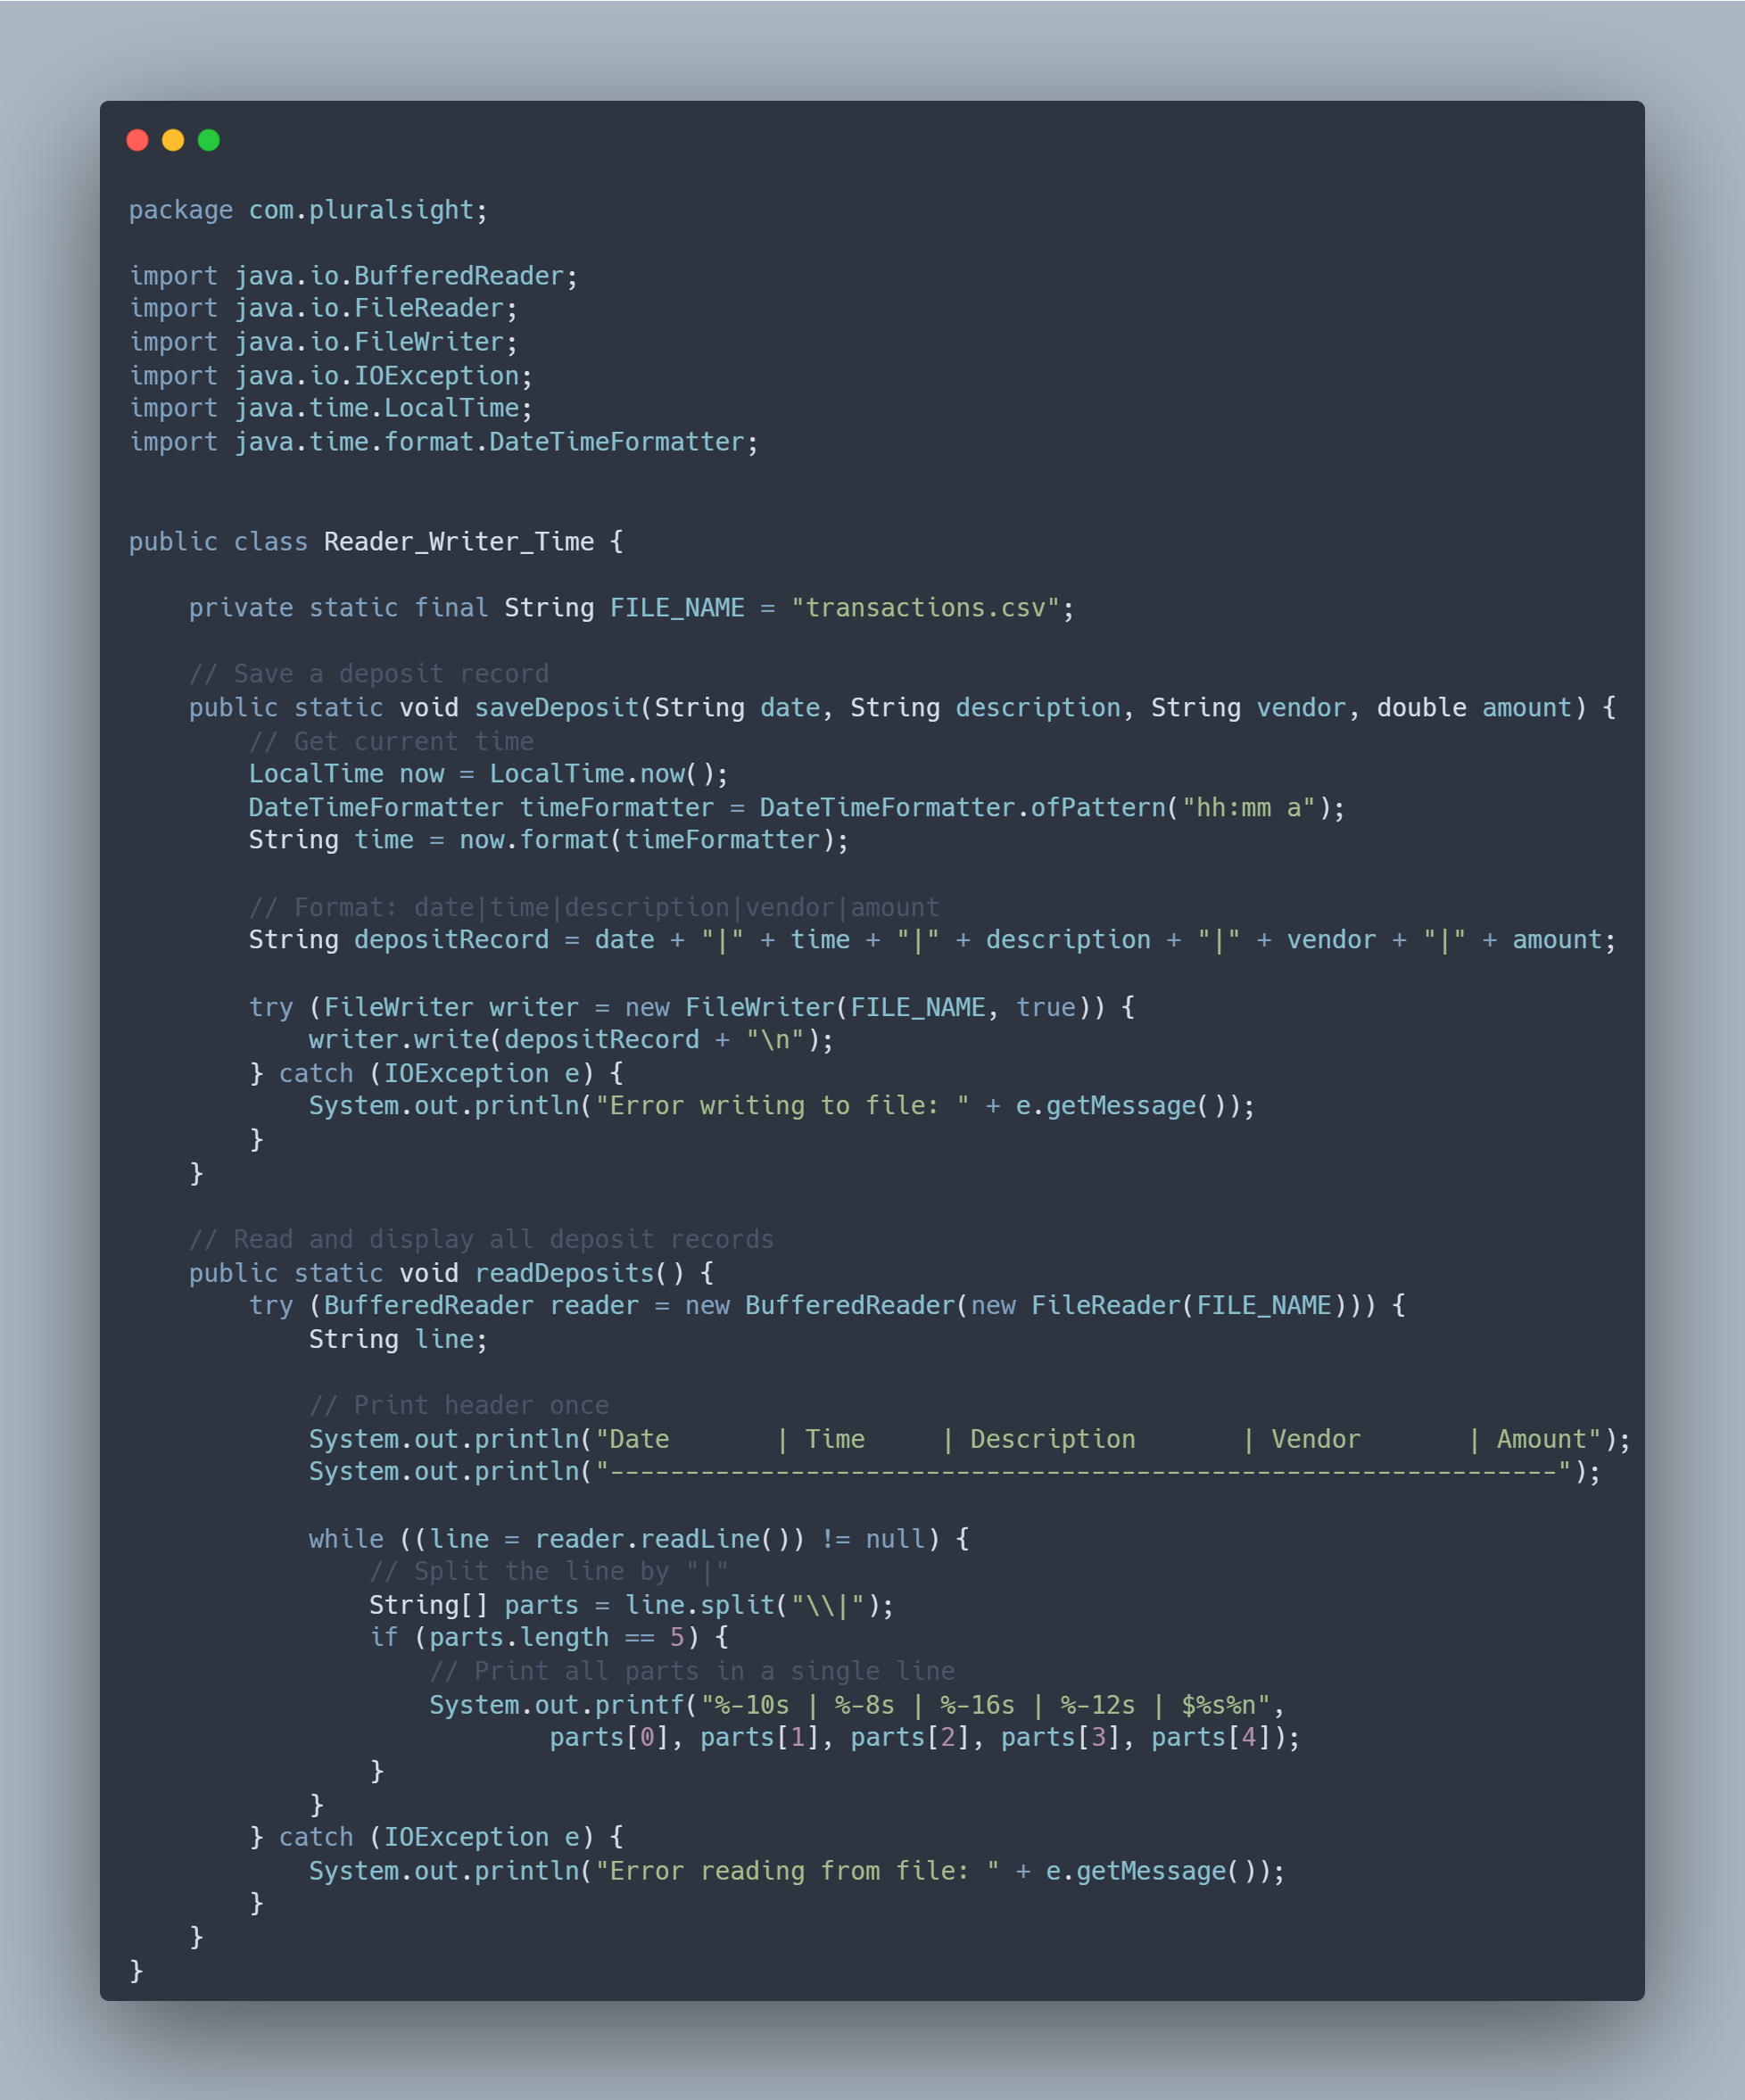 package com.pluralsight;

import java.io.BufferedReader;
import java.io.FileReader;
import java.io.FileWriter;
import java.io.IOException;
import java.time.LocalTime;
import java.time.format.DateTimeFormatter;


public class Reader_Writer_Time {

    private static final String FILE_NAME = "transactions.csv";

    // Save a deposit record
    public static void saveDeposit(String date, String description, String vendor, double amount) {
        // Get current time
        LocalTime now = LocalTime.now();
        DateTimeFormatter timeFormatter = DateTimeFormatter.ofPattern("hh:mm a");
        String time = now.format(timeFormatter);

        // Format: date|time|description|vendor|amount
        String depositRecord = date + "|" + time + "|" + description + "|" + vendor + "|" + amount;

        try (FileWriter writer = new FileWriter(FILE_NAME, true)) {
            writer.write(depositRecord + "\n");
        } catch (IOException e) {
            System.out.println("Error writing to file: " + e.getMessage());
        }
    }

    // Read and display all deposit records
    public static void readDeposits() {
        try (BufferedReader reader = new BufferedReader(new FileReader(FILE_NAME))) {
            String line;

            // Print header once
            System.out.println("Date       | Time     | Description       | Vendor       | Amount");
            System.out.println("---------------------------------------------------------------");

            while ((line = reader.readLine()) != null) {
                // Split the line by "|"
                String[] parts = line.split("\\|");
                if (parts.length == 5) {
                    // Print all parts in a single line
                    System.out.printf("%-10s | %-8s | %-16s | %-12s | $%s%n",
                            parts[0], parts[1], parts[2], parts[3], parts[4]);
                }
            }
        } catch (IOException e) {
            System.out.println("Error reading from file: " + e.getMessage());
        }
    }
}